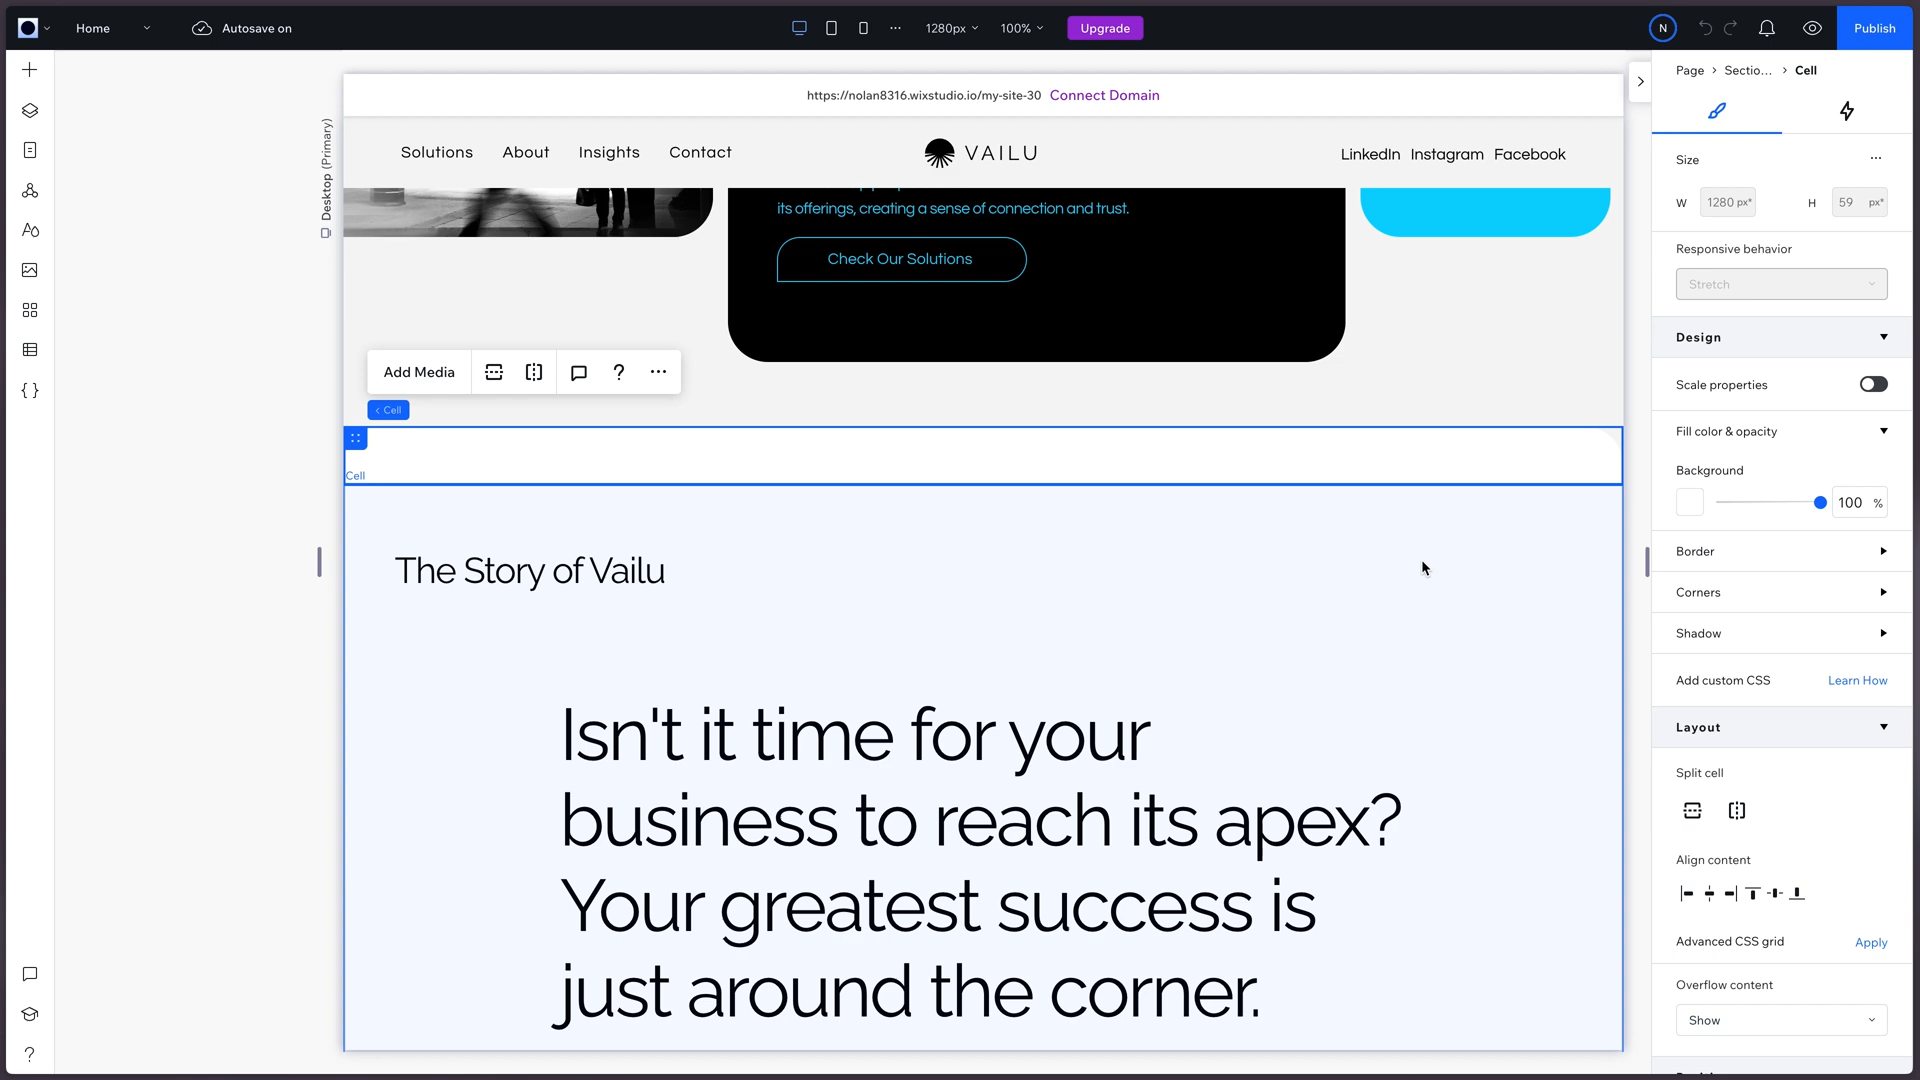 Home
Autosave on
1280px
100%
Upgrade
N
Publish
https://nolan8316.wixstudio.io/my-site-30 Connect Domain
Desktop (Primary)
Solutions About Insights Contact
VAILU
LinkedIn Instagram Facebook
its offerings, creating a sense of connection and trust.
Check Our Solutions
Add Media
< Cell
Cell
The Story of Vailu
Isn't it time for your
business to reach its apex?
Your greatest success is
just around the corner.
Page > Sectio... > Cell
Size
W 1280 px* H 59 px*
Responsive behavior
Stretch
Design
Scale properties
Fill color & opacity
Background
100 %
Border
Corners
Shadow
Add custom CSS Learn How
Layout
Split cell
Align content
Advanced CSS grid Apply
Overflow content
Show